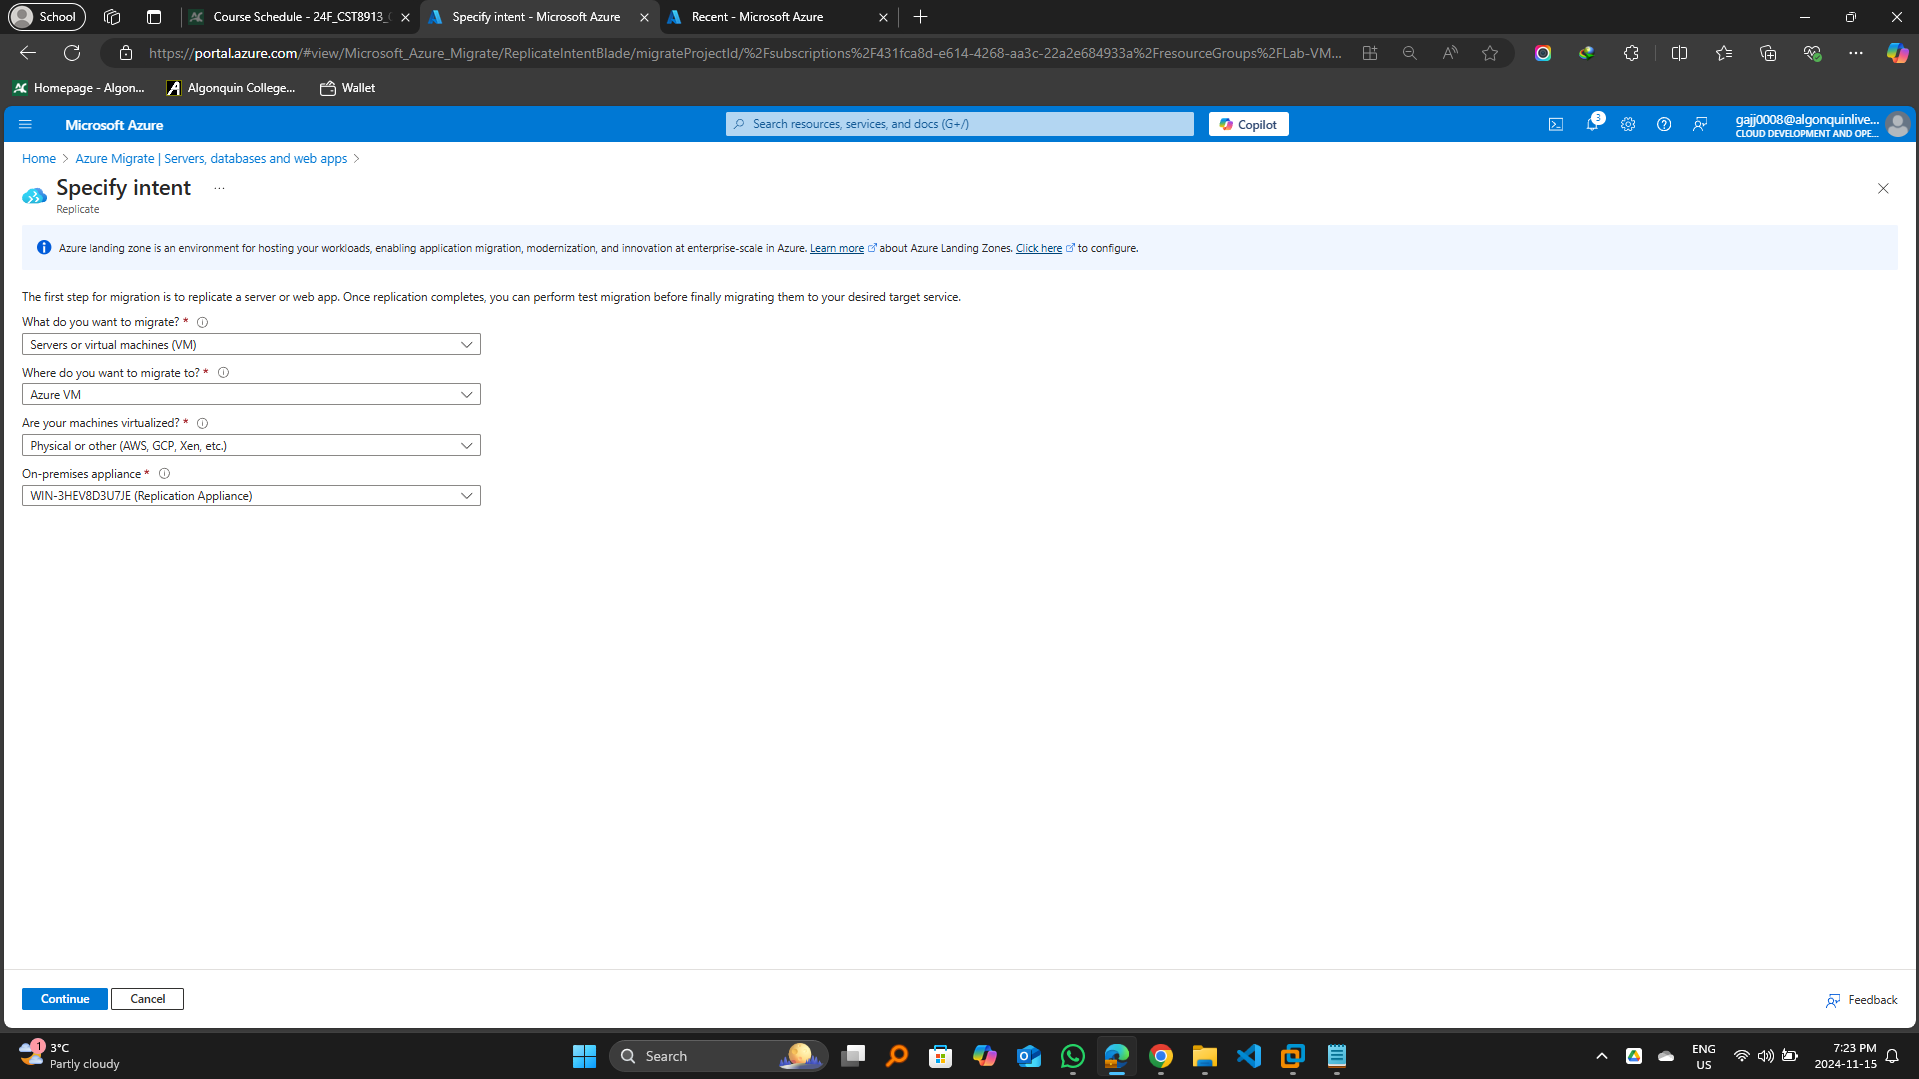 School
Course Schedule - 24F_CST8913_
Specify intent - Microsoft Azure
Recent - Microsoft Azure
https://portal.azure.com/#view/Microsoft_Azure_Migrate/ReplicateIntentBlade/migrateProjectId/%2Fsubscriptions%2F431fca8d-e614-4268-aa3c-22a2e684933a%2FresourceGroups%2FLab-VM...
Homepage - Algon...
Algonquin College...
Wallet
Microsoft Azure
Search resources, services, and docs (G+/)
Copilot
3
gajj0008@algonquinlive...
CLOUD DEVELOPMENT AND OPE...
Home > Azure Migrate | Servers, databases and web apps >
Specify intent ...
Replicate
Azure landing zone is an environment for hosting your workloads, enabling application migration, modernization, and innovation at enterprise-scale in Azure. Learn more about Azure Landing Zones. Click here to configure.
The first step for migration is to replicate a server or web app. Once replication completes, you can perform test migration before finally migrating them to your desired target service.
What do you want to migrate? *
Servers or virtual machines (VM)
Where do you want to migrate to? *
Azure VM
Are your machines virtualized? *
Physical or other (AWS, GCP, Xen, etc.)
On-premises appliance *
WIN-3HEV8D3U7JE (Replication Appliance)
Continue
Cancel
Feedback
1
3°C
Partly cloudy
Search
ENG
US
7:23 PM
2024-11-15